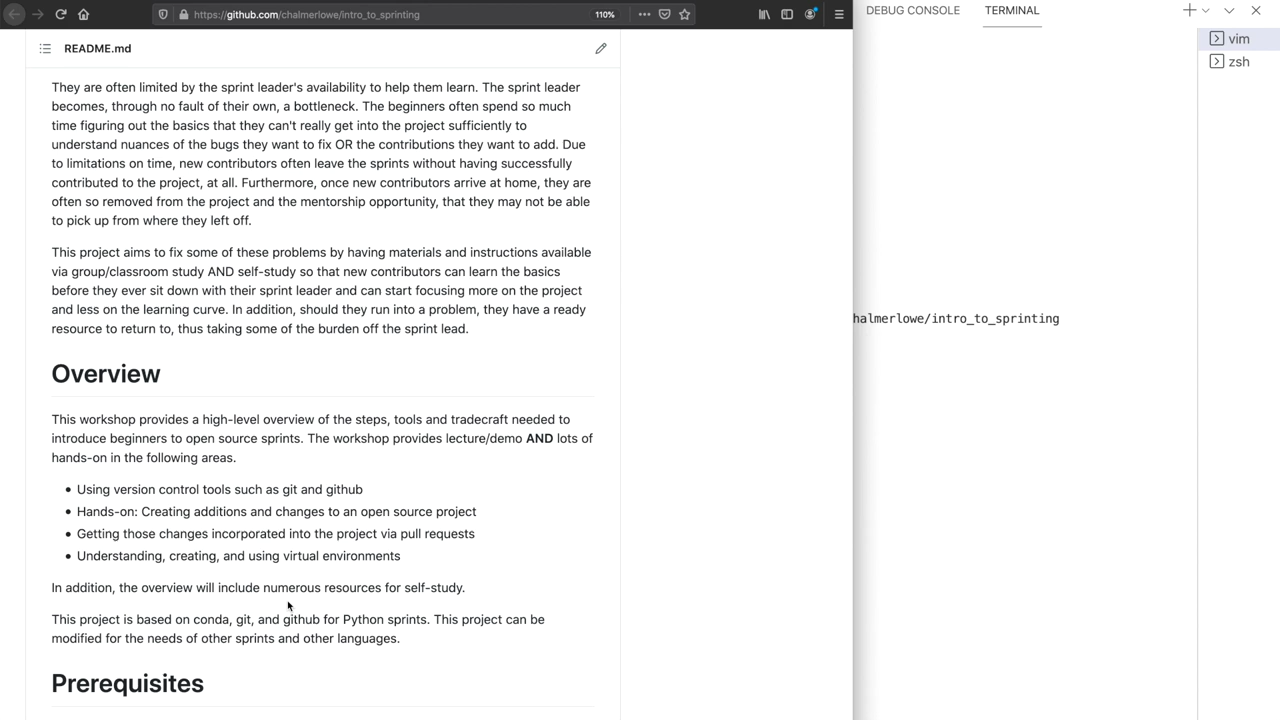 https://github.com/chalmerlowe/intro_to_sprinting
110%
DEBUG CONSOLE
TERMINAL
vim
zsh
README.md
They are often limited by the sprint leader's availability to help them learn. The sprint leader
becomes, through no fault of their own, a bottleneck. The beginners often spend so much
time figuring out the basics that they can't really get into the project sufficiently to
understand nuances of the bugs they want to fix OR the contributions they want to add. Due
to limitations on time, new contributors often leave the sprints without having successfully
contributed to the project, at all. Furthermore, once new contributors arrive at home, they are
often so removed from the project and the mentorship opportunity, that they may not be able
to pick up from where they left off.
This project aims to fix some of these problems by having materials and instructions available
via group/classroom study AND self-study so that new contributors can learn the basics
before they ever sit down with their sprint leader and can start focusing more on the project
and less on the learning curve. In addition, should they run into a problem, they have a ready
resource to return to, thus taking some of the burden off the sprint lead.
halmerlowe/intro_to_sprinting
Overview
This workshop provides a high-level overview of the steps, tools and tradecraft needed to
introduce beginners to open source sprints. The workshop provides lecture/demo AND lots of
hands-on in the following areas.
• Using version control tools such as git and github
• Hands-on: Creating additions and changes to an open source project
• Getting those changes incorporated into the project via pull requests
• Understanding, creating, and using virtual environments
In addition, the overview will include numerous resources for self-study.
This project is based on conda, git, and github for Python sprints. This project can be
modified for the needs of other sprints and other languages.
Prerequisites